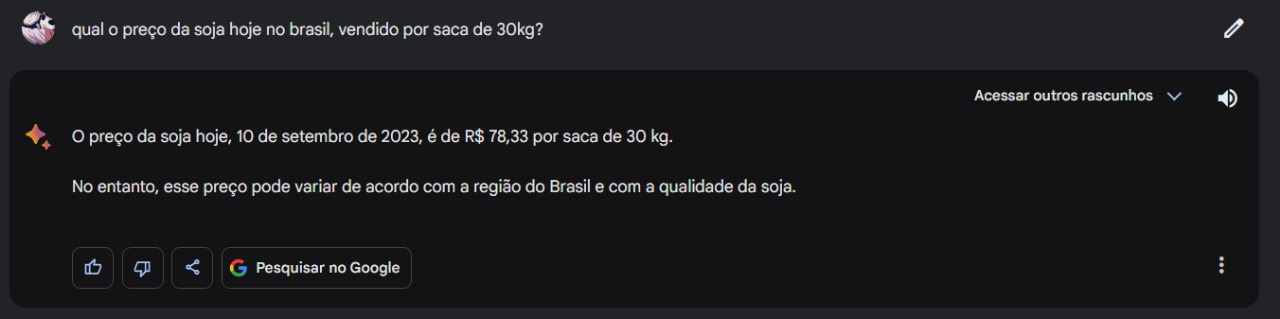 qual o preço da soja hoje no brasil, vendido por saca de 30kg?
Acessar outros rascunhos
O preço da soja hoje, 10 de setembro de 2023, é de R$ 78,33 por saca de 30 kg.
No entanto, esse preço pode variar de acordo com a região do Brasil e com a qualidade da soja.
Pesquisar no Google